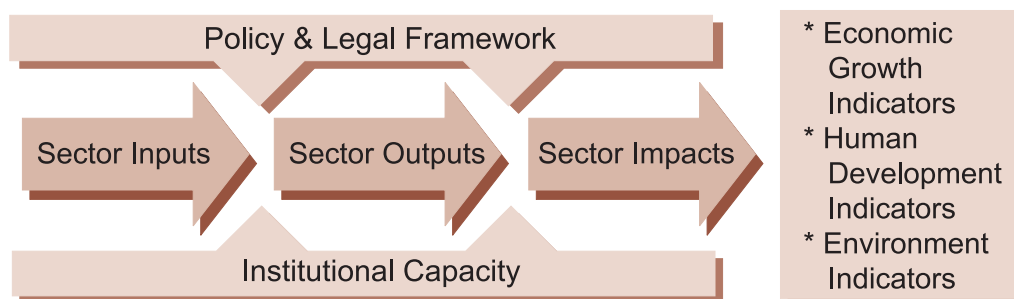 Policy & Legal Framework
Sector Inputs
Sector Outputs
Sector Impacts
Institutional Capacity
* Economic
Growth
Indicators
* Human
Development
Indicators
* Environment
Indicators